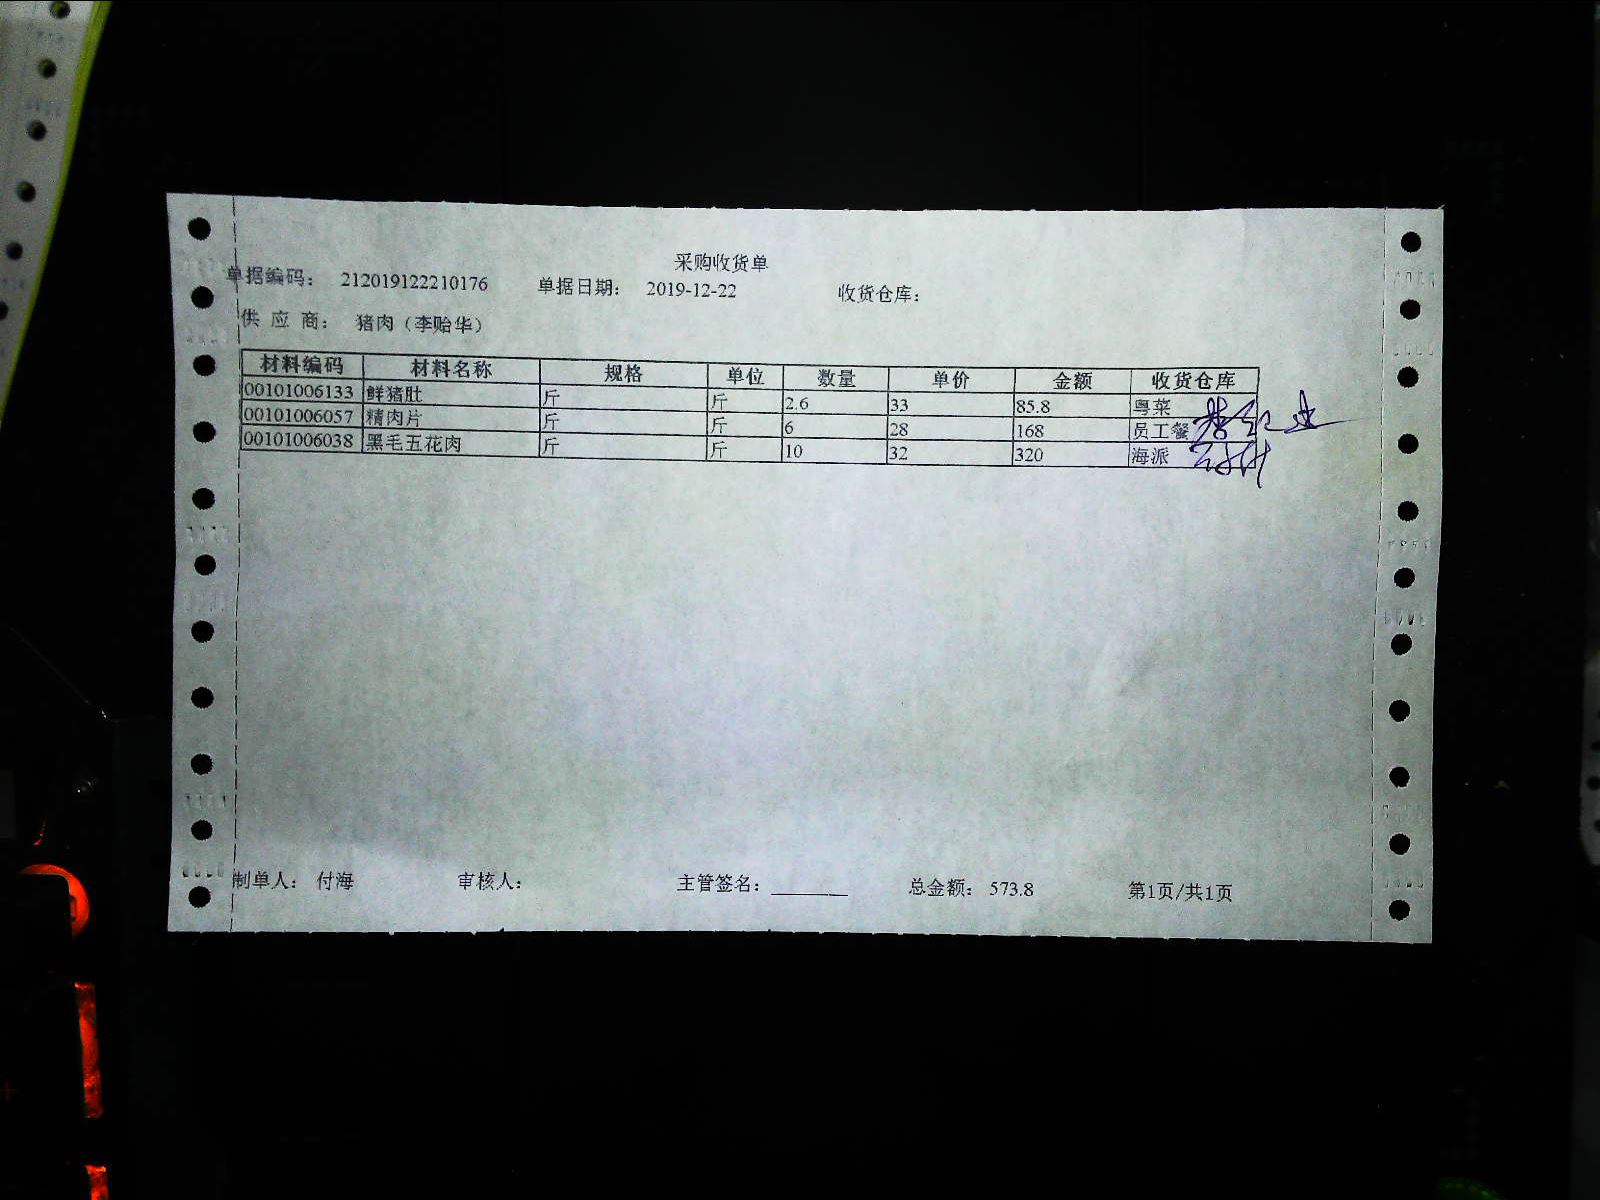 采购收货单
单据编码： 212019122210176 单据日期： 2019-12-22 收货仓库：
供 应 商： 猪肉（李贻华）
材料编码 材料名称 规格 单位 数量 单价 金额 收货仓库
00101006133 鲜猪肚 斤 斤 2.6 33 85.8 粤菜
00101006057 精肉片 斤 斤 6 28 168 员工餐
00101006038 黑毛五花肉 斤 斤 10 32 320 海派
制单人： 付海 审核人： 主管签名：_______ 总金额： 573.8 第1页/共1页